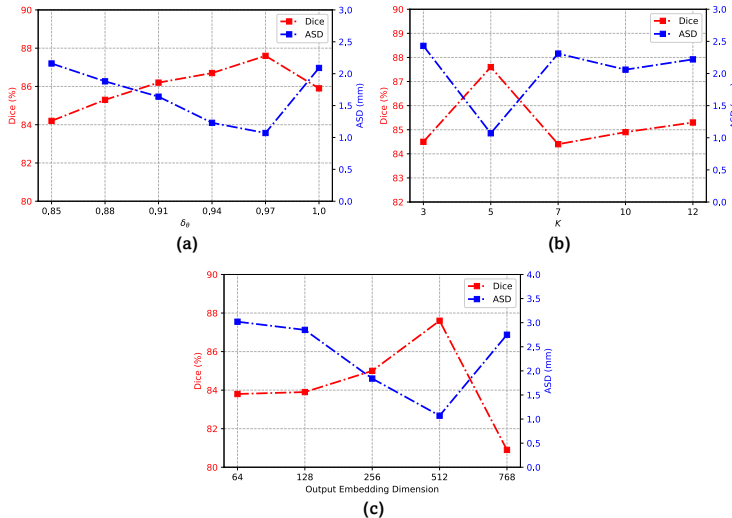 90
88
86
84
82
80
Dice (%)
3.0
2.5
2.0
1.5
1.0
0.5
0.0
ASD (mm)
Dice
ASD
0.85 0.88 0.91 0.94 0.97 1.0
δθ
(a)
90
89
88
87
86
85
84
83
82
Dice (%)
3.0
2.5
2.0
1.5
1.0
0.5
0.0
ASD
Dice
ASD
3 5 7 10 12
K
(b)
90
88
86
84
82
80
Dice (%)
4.0
3.5
3.0
2.5
2.0
1.5
1.0
0.5
0.0
ASD (mm)
Dice
ASD
64 128 256 512 768
Output Embedding Dimension
(c)